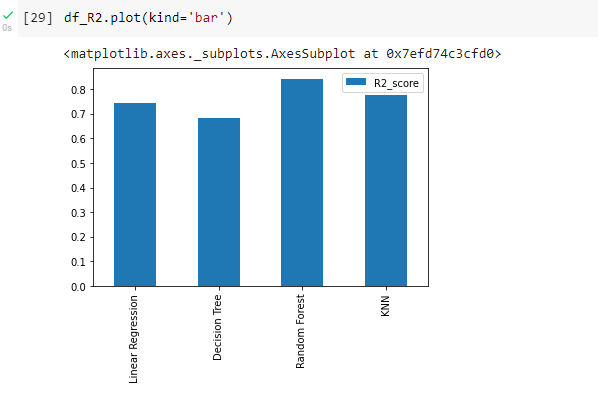 [29] df_R2.plot(kind='bar')
0s
<matplotlib.axes._subplots.AxesSubplot at 0x7efd74c3cfd0>
R2_score
0.8
0.7
0.6
0.5
0.4
0.3
0.2
0.1
0.0
Linear Regression
Decision Tree
Random Forest
KNN